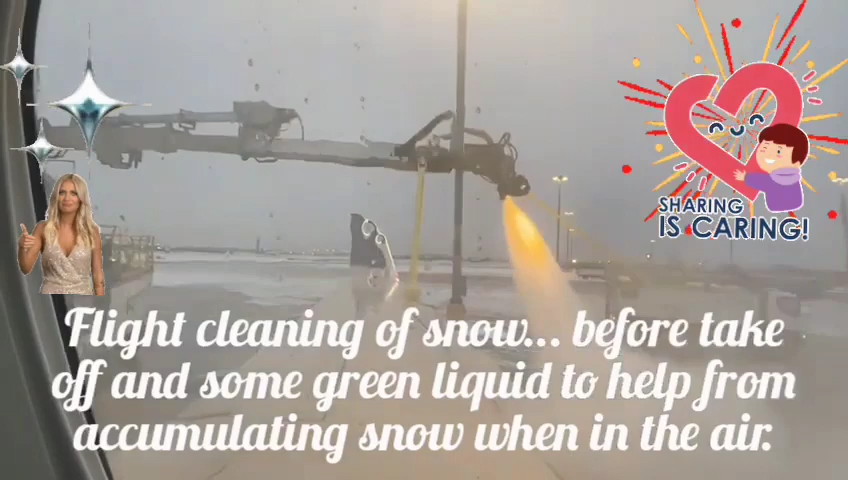 SHARING
IS CARING!
Flight cleaning of snow... before take
off and some green liquid to help from
accumulating snow when in the air.